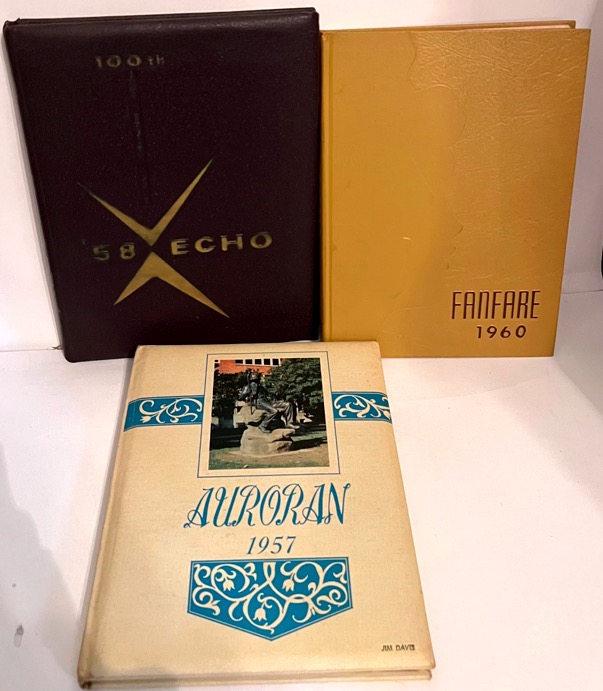 100th
'58 ECHO
FANFARE
1960
AURORAN
1957
JIM DAVIS